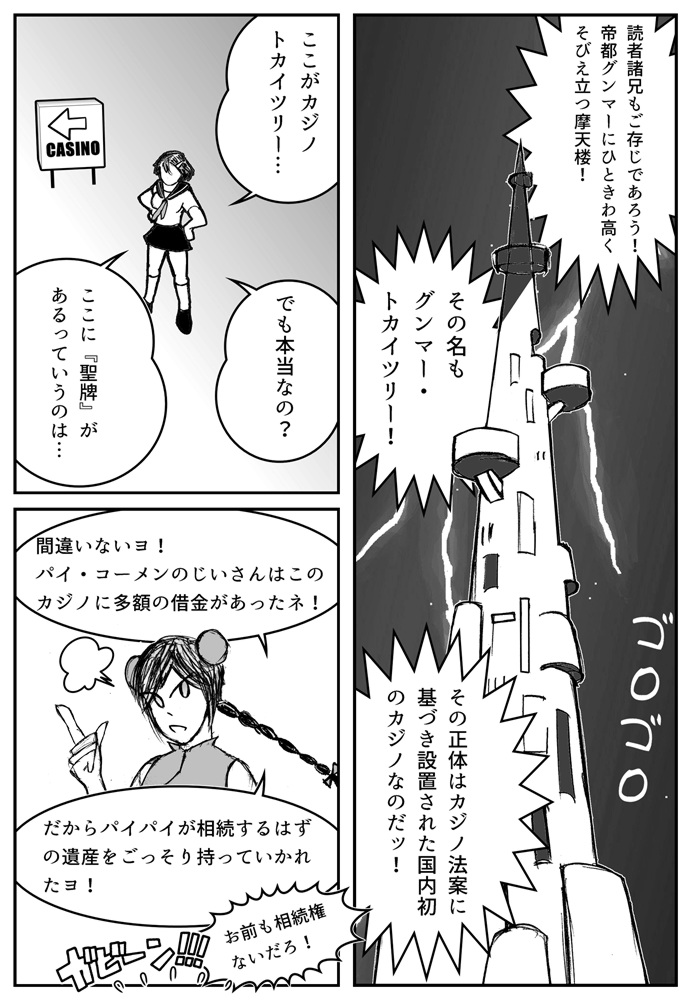 読者諸兄もご存じであろう！
帝都グンマーにひときわ高く
そびえ立つ摩天楼！
その名も
グンマー・
トカイツリー！
ゴロゴロ
その正体はカジノ法案に
基づき設置された国内初
のカジノなのだッ！
ここがカジノ
トカイツリー…
CASINO
でも本当なの？
ここに『聖牌』が
あるっていうのは…
間違いないヨ！
パイ・コーメンのじいさんはこの
カジノに多額の借金があったネ！
だからパイパイが相続するはず
の遺産をごっそり持っていかれ
たヨ！
お前も相続権
ないだろ！
ガビーン!!!